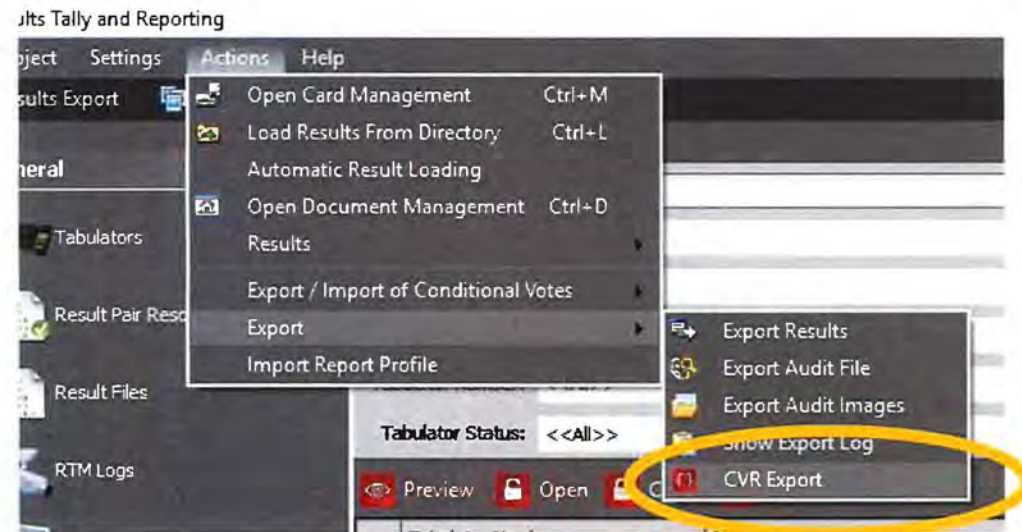 ults Tally and Reporting
ject Settings Actions Help
sults Export
Open Card Management Ctrl+M
Load Results From Directory Ctrl+L
neral
Automatic Result Loading
Open Document Management Ctrl+D
Tabulators
Results
Export / Import of Conditional Votes
Result Pair Reso
Export
Export Results
Import Report Profile
Export Audit File
Result Files
Export Audit Images
Tabulator Status: <<All>>
Show Export Log
RTM Logs
CVR Export
Preview Open C